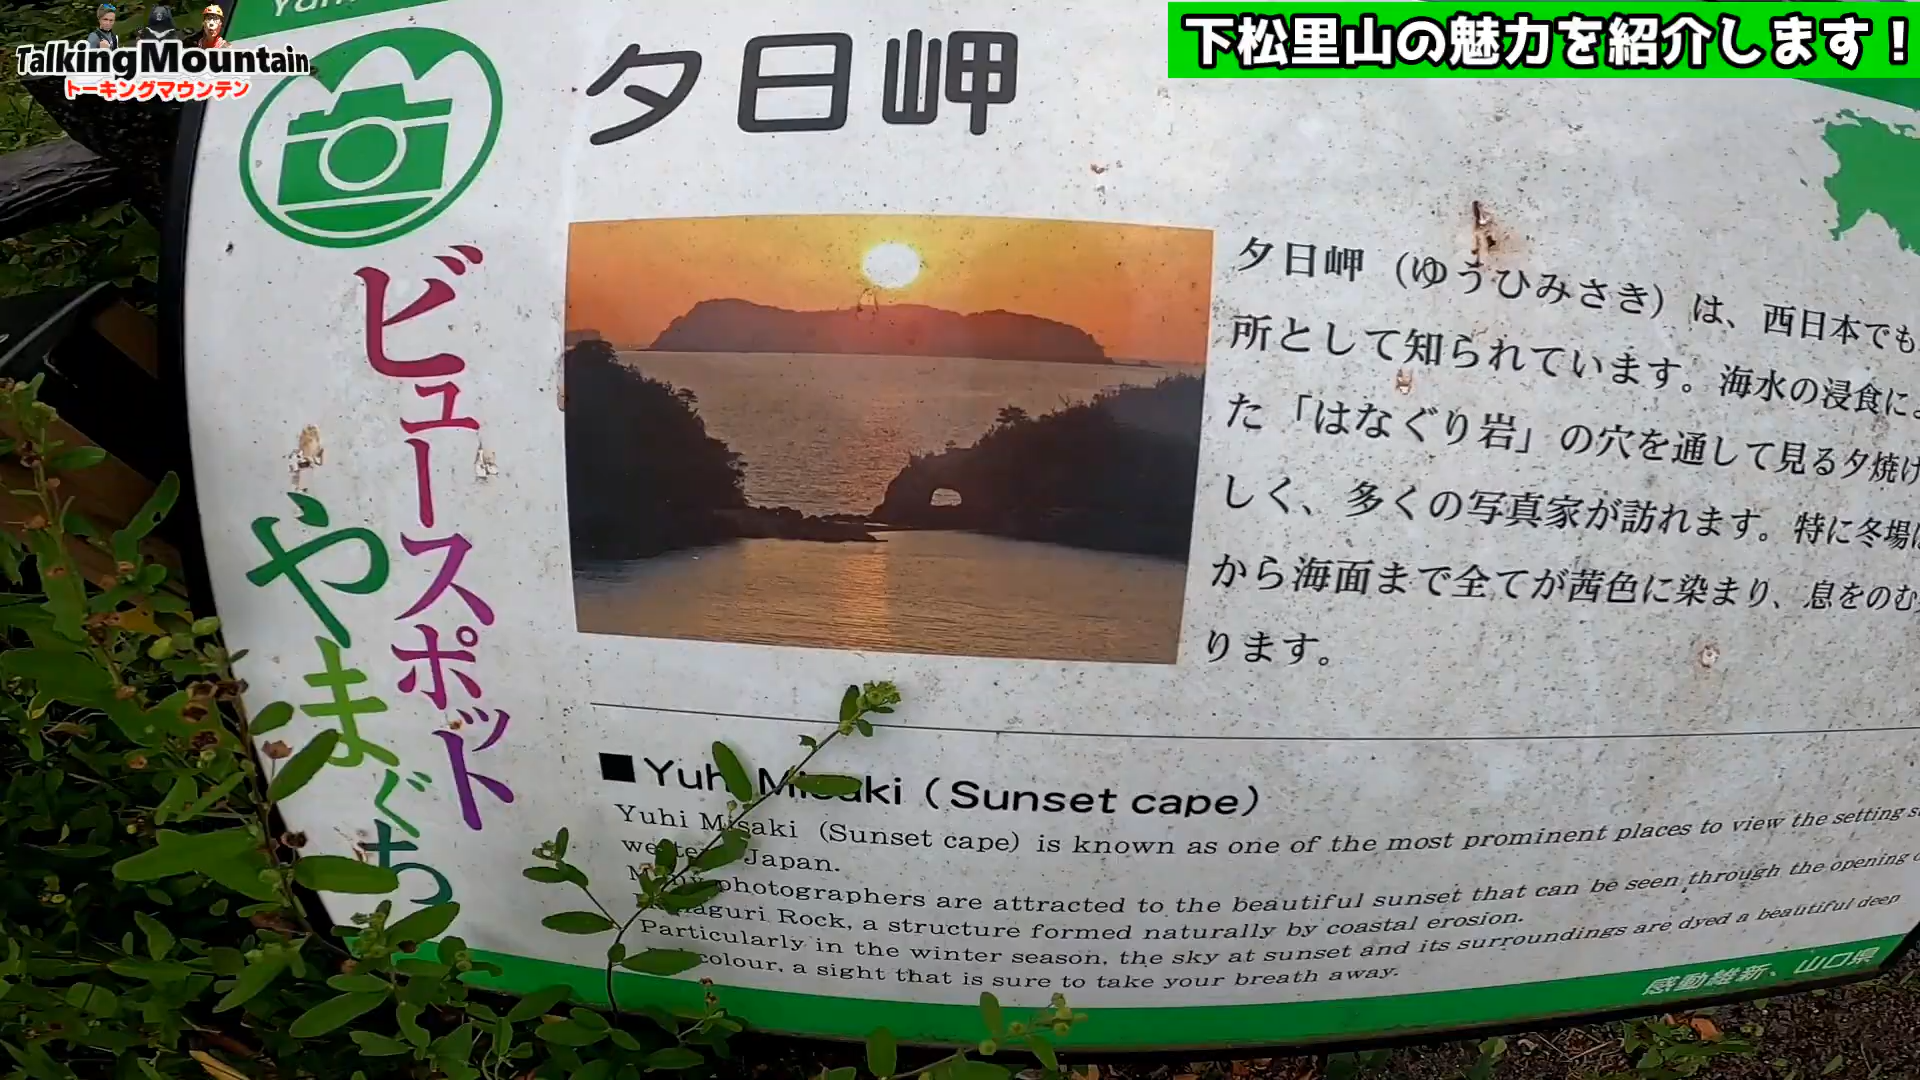 TalkingMountain
トーキングマウンテン
下松里山の魅力を紹介します！
夕日岬
ビュースポット
やまぐち
夕日岬（ゆうひみさき）は、西日本でも
所として知られています。海水の浸食に
た「はなぐり岩」の穴を通して見る夕焼け
しく、多くの写真家が訪れます。特に冬場
から海面まで全てが茜色に染まり、息をのむ
ります。
■Yuhi Misaki（Sunset cape）
Yuhi Misaki (Sunset cape) is known as one of the most prominent places to view the setting
western Japan.
Many photographers are attracted to the beautiful sunset that can be seen through the opening
Rock, a structure formed naturally by coastal erosion.
Particularly in the winter season, the sky at sunset and its surroundings are dyed a beautiful deep
colour, a sight that is sure to take your breath away.
感動維新、山口県